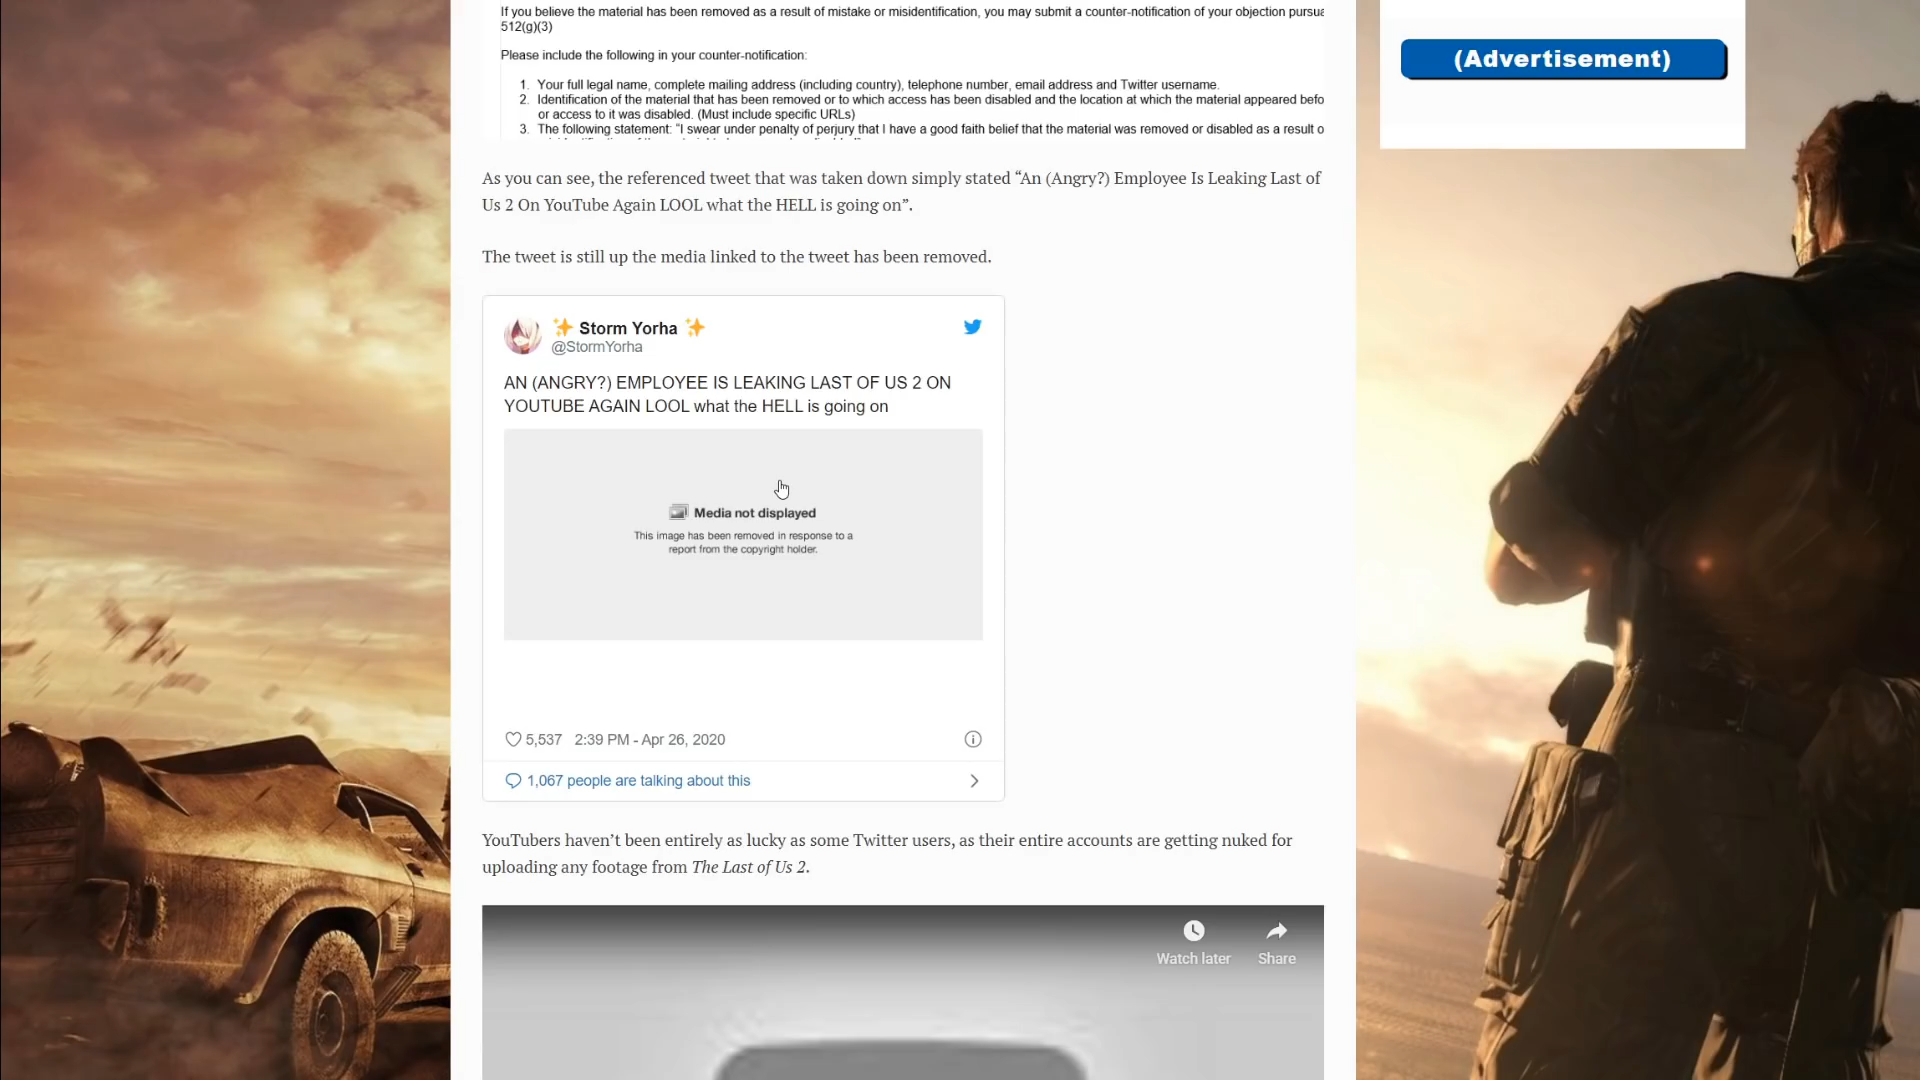 If you believe the material has been removed as a result of mistake or misidentification, you may submit a counter-notification of your objection pursua
512(g)(3)
Please include the following in your counter-notification:
1. Your full legal name, complete mailing address (including country), telephone number, email address and Twitter username.
2. Identification of the material that has been removed or to which access has been disabled and the location at which the material appeared befo
or access to it was disabled. (Must include specific URLs)
3. The following statement: "I swear under penalty of perjury that I have a good faith belief that the material was removed or disabled as a result o
(Advertisement)
As you can see, the referenced tweet that was taken down simply stated “An (Angry?) Employee Is Leaking Last of
Us 2 On YouTube Again LOOL what the HELL is going on”.
The tweet is still up the media linked to the tweet has been removed.
✨ Storm Yorha ✨
@StormYorha
AN (ANGRY?) EMPLOYEE IS LEAKING LAST OF US 2 ON
YOUTUBE AGAIN LOOL what the HELL is going on
Media not displayed
This image has been removed in response to a
report from the copyright holder.
5,537 2:39 PM - Apr 26, 2020
1,067 people are talking about this
YouTubers haven’t been entirely as lucky as some Twitter users, as their entire accounts are getting nuked for
uploading any footage from The Last of Us 2.
Watch later Share